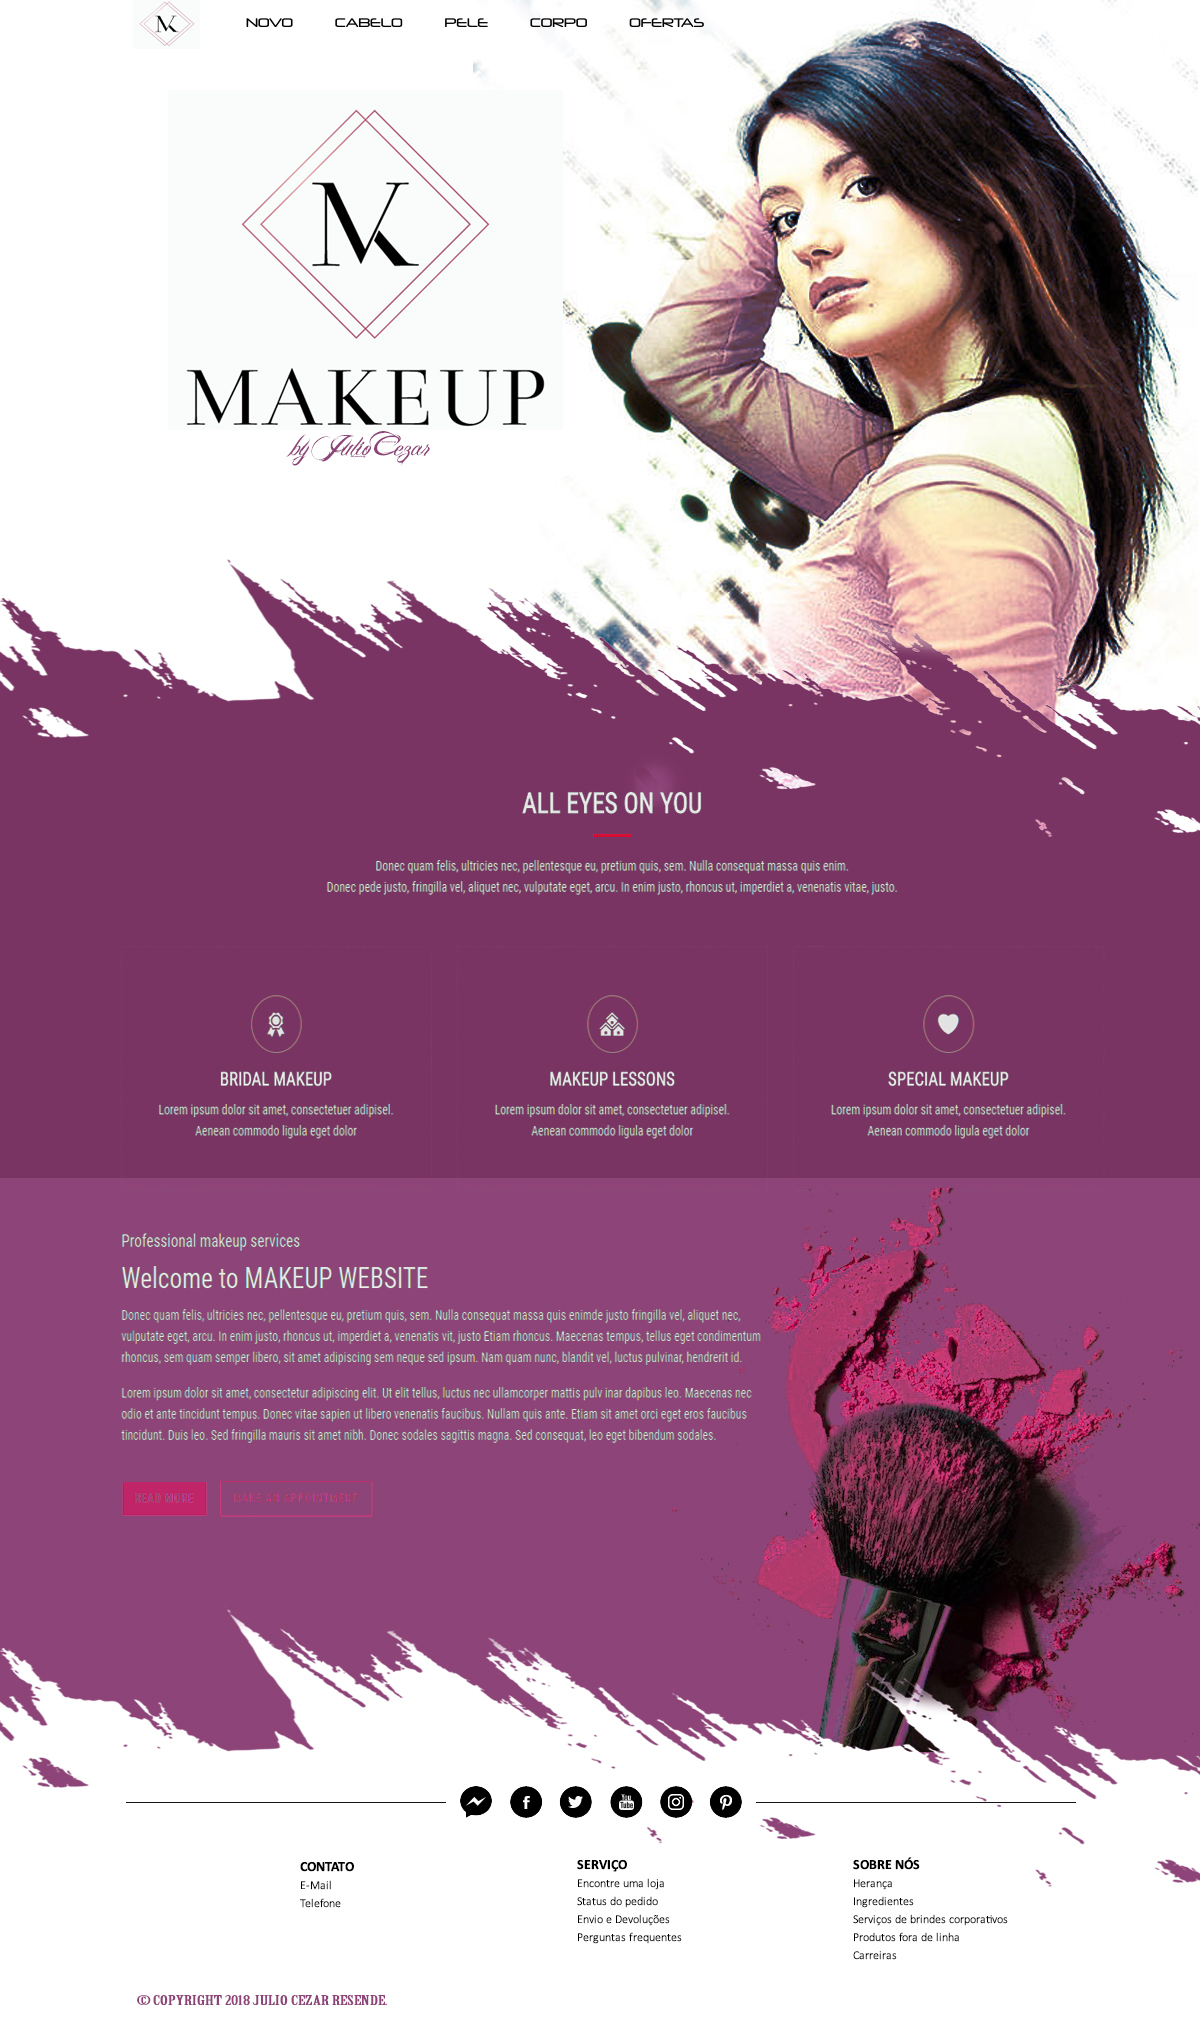 MK
NOVO
CABELO
PELE
CORPO
OFERTAS
MK
MAKEUP
by Julio Cezar
ALL EYES ON YOU
Donec quam felis, ultricies nec, pellentesque eu, pretium quis, sem. Nulla consequat massa quis enim.
Donec pede justo, fringilla vel, aliquet nec, vulputate eget, arcu. In enim justo, rhoncus ut, imperdiet a, venenatis vitae, justo.
BRIDAL MAKEUP
Lorem ipsum dolor sit amet, consectetuer adipisel.
Aenean commodo ligula eget dolor
MAKEUP LESSONS
Lorem ipsum dolor sit amet, consectetuer adipisel.
Aenean commodo ligula eget dolor
SPECIAL MAKEUP
Lorem ipsum dolor sit amet, consectetuer adipisel.
Aenean commodo ligula eget dolor
Professional makeup services
Welcome to MAKEUP WEBSITE
Donec quam felis, ultricies nec, pellentesque eu, pretium quis, sem. Nulla consequat massa quis enimde justo fringilla vel, aliquet nec,
vulputate eget, arcu. In enim justo, rhoncus ut, imperdiet a, venenatis vit, justo Etiam rhoncus. Maecenas tempus, tellus eget condimentum
rhoncus, sem quam semper libero, sit amet adipiscing sem neque sed ipsum. Nam quam nunc, blandit vel, luctus pulvinar, hendrerit id.
Lorem ipsum dolor sit amet, consectetur adipiscing elit. Ut elit tellus, luctus nec ullamcorper mattis pulv inar dapibus leo. Maecenas nec
odio et ante tincidunt tempus. Donec vitae sapien ut libero venenatis faucibus. Nullam quis ante. Etiam sit amet orci eget eros faucibus
tincidunt. Duis leo. Sed fringilla mauris sit amet nibh. Donec sodales sagittis magna. Sed consequat, leo eget bibendum sodales.
READ MORE
MAKE AN APPOINTMENT
You Tube
CONTATO
E-Mail
Telefone
SERVIÇO
Encontre uma loja
Status do pedido
Envio e Devoluções
Perguntas frequentes
SOBRE NÓS
Herança
Ingredientes
Serviços de brindes corporativos
Produtos fora de linha
Carreiras
© COPYRIGHT 2018 JULIO CEZAR RESENDE.